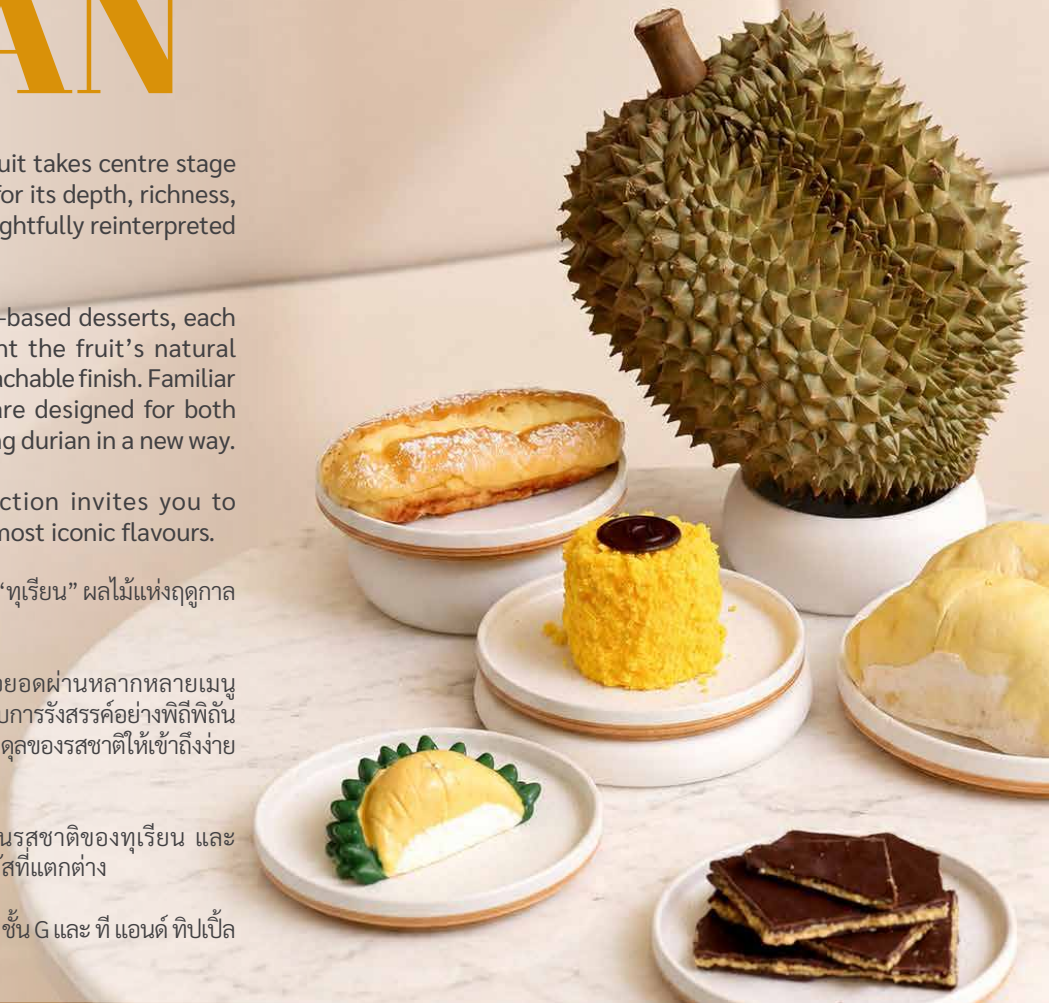 AN
uit takes centre stage
for its depth, richness,
ghtfully reinterpreted
-based desserts, each
nt the fruit’s natural
achable finish. Familiar
are designed for both
ng durian in a new way.
ction invites you to
most iconic flavours.
“ทุเรียน” ผลไม้แห่งฤดูกาล
อยอดผ่านหลากหลายเมนู
บการรังสรรค์อย่างพิถีพิถัน
ดุลของรสชาติให้เข้าถึงง่าย
นรสชาติของทุเรียน และ
ัสที่แตกต่าง
ชั้น G และ ที แอนด์ ทิปเปิ้ล